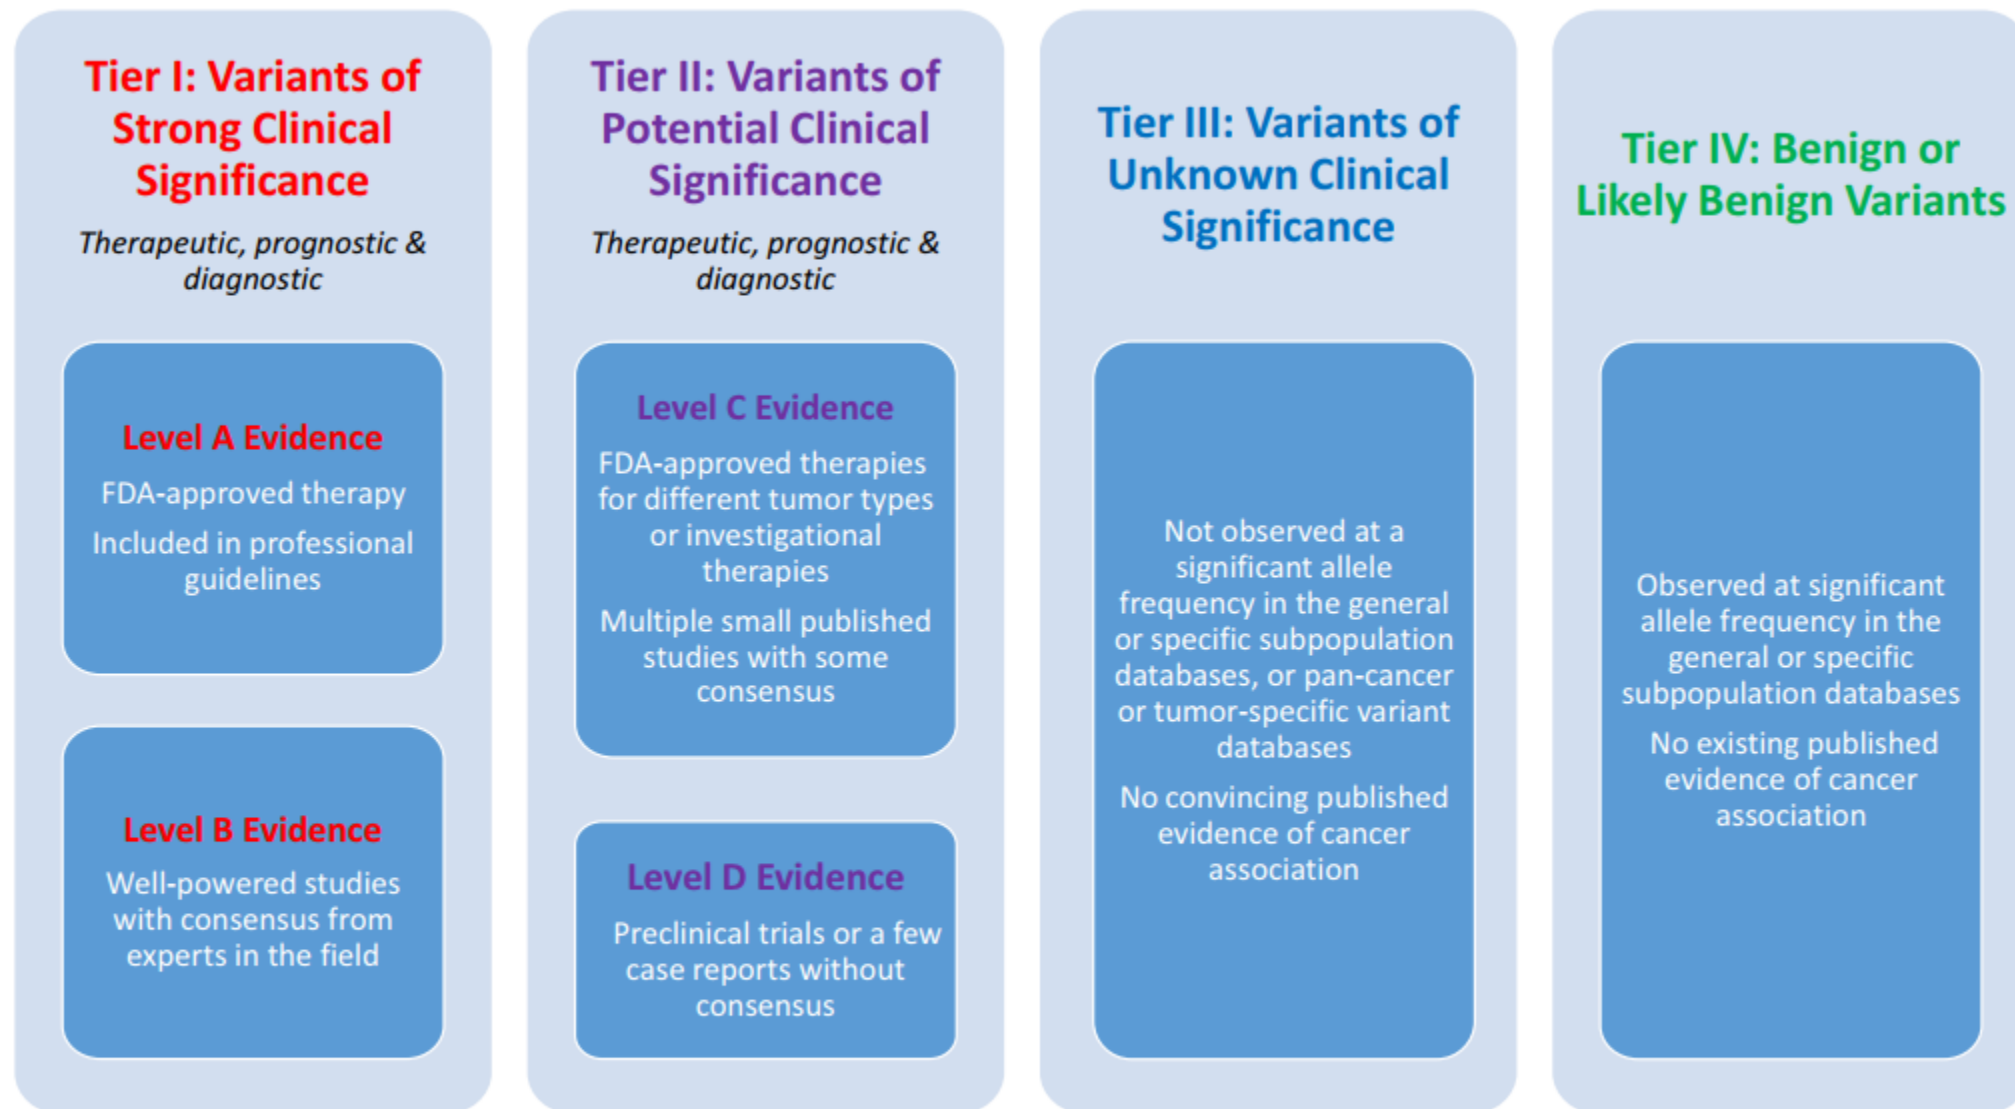 Tier I: Variants of
Strong Clinical
Significance
Therapeutic, prognostic &
diagnostic
Level A Evidence
FDA-approved therapy
Included in professional
guidelines
Level B Evidence
Well-powered studies
with consensus from
experts in the field
Tier II: Variants of
Potential Clinical
Significance
Therapeutic, prognostic &
diagnostic
Level C Evidence
FDA-approved therapies
for different tumor types
or investigational
therapies
Multiple small published
studies with some
consensus
Level D Evidence
Preclinical trials or a few
case reports without
consensus
Tier III: Variants of
Unknown Clinical
Significance
Not observed at a
significant allele
frequency in the general
or specific subpopulation
databases, or pan-cancer
or tumor-specific variant
databases
No convincing published
evidence of cancer
association
Tier IV: Benign or
Likely Benign Variants
Observed at significant
allele frequency in the
general or specific
subpopulation databases
No existing published
evidence of cancer
association